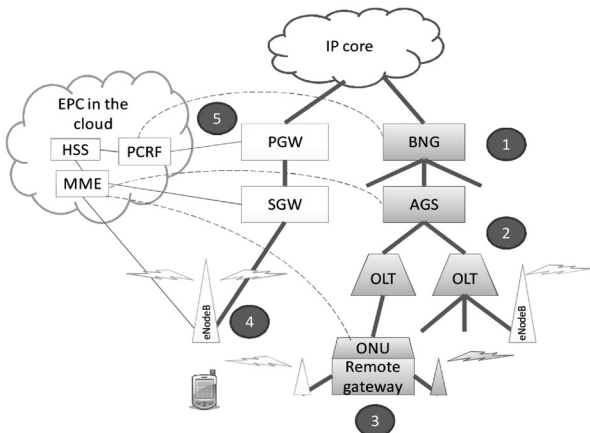 IP core
EPC in the
cloud
HSS
PCRF
MME
5
PGW
BNG
1
SGW
AGS
2
OLT
OLT
eNodeB
4
eNodeB
ONU
Remote
gateway
3